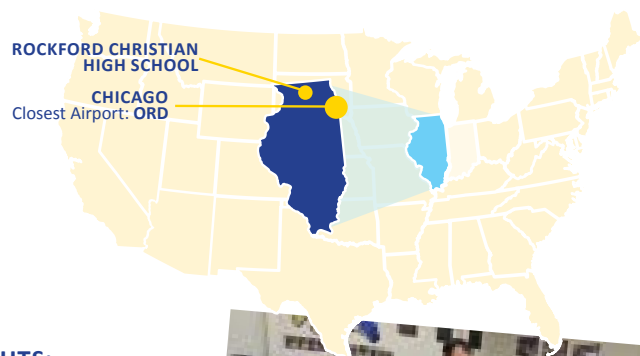 ROCKFORD CHRISTIAN
HIGH SCHOOL
CHICAGO
Closest Airport: ORD